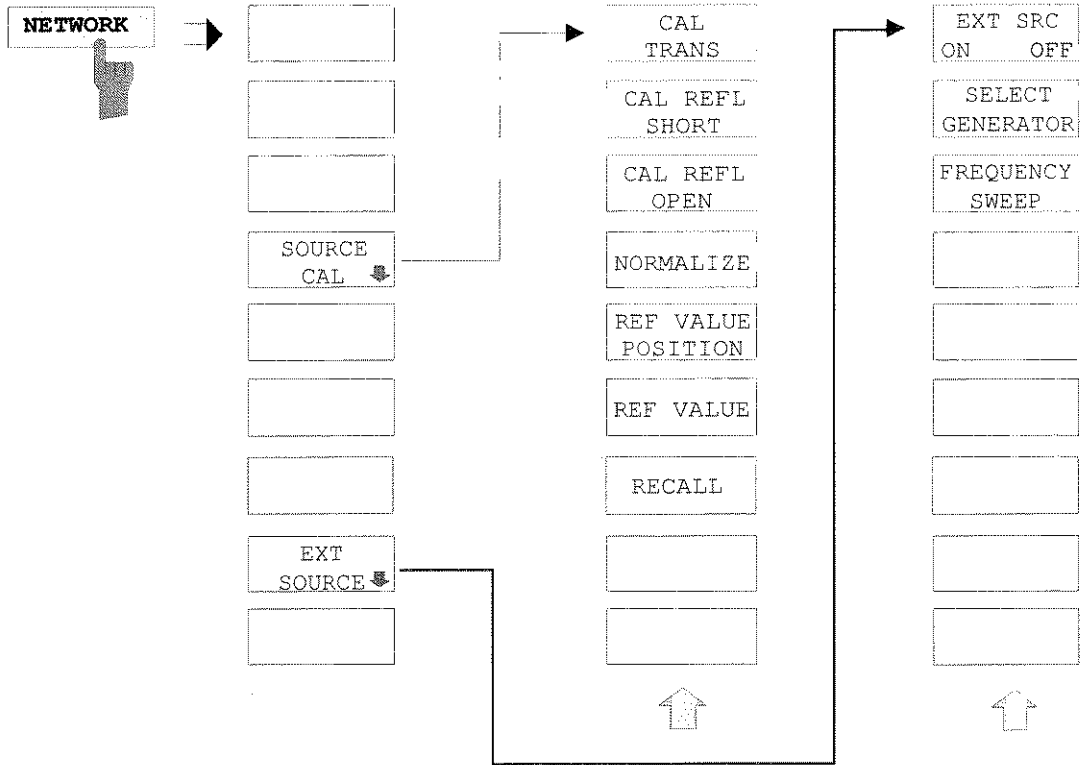 NETWORK
SOURCE
CAL
EXT
SOURCE
CAL
TRANS
CAL REFL
SHORT
CAL REFL
OPEN
NORMALIZE
REF VALUE
POSITION
REF VALUE
RECALL
EXT SRC
ON OFF
SELECT
GENERATOR
FREQUENCY
SWEEP